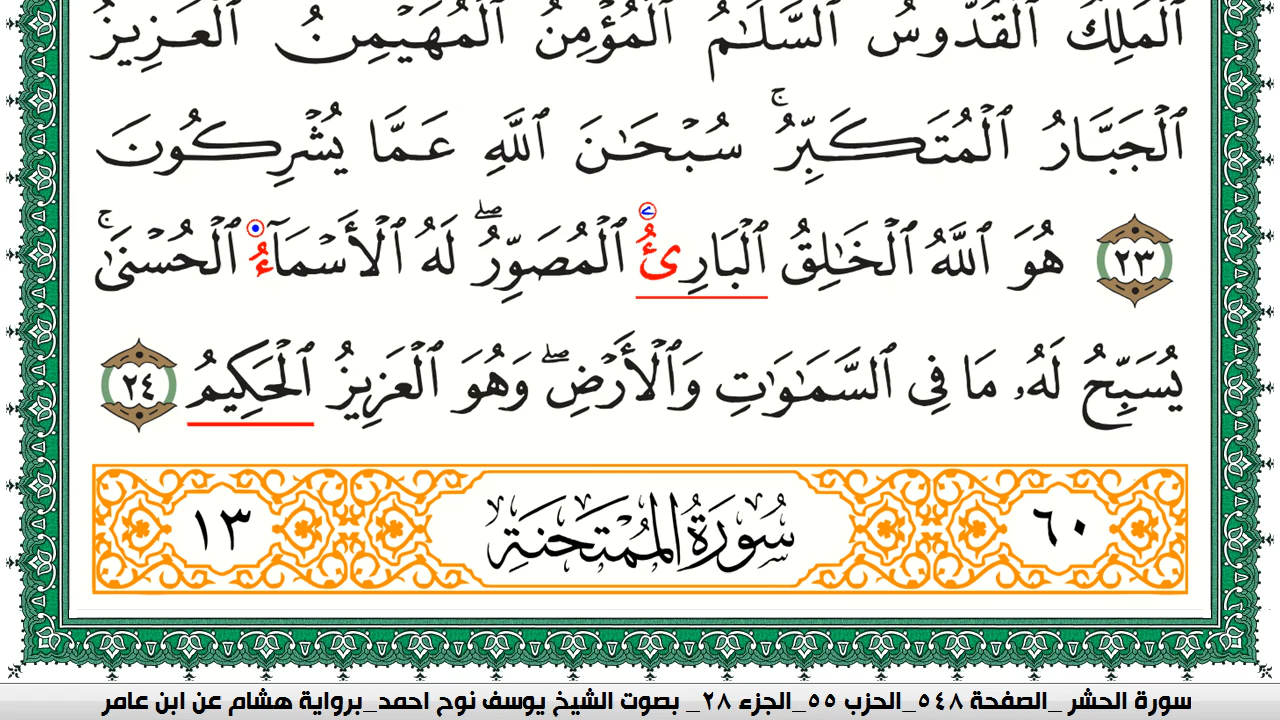 ٱلْمَلِكُ ٱلْقُدُّوسُ ٱلسَّلَٰمُ ٱلْمُؤْمِنُ ٱلْمُهَيْمِنُ ٱلْعَزِيزُ
ٱلْجَبَّارُ ٱلْمُتَكَبِّرُۚ سُبْحَٰنَ ٱللَّهِ عَمَّا يُشْرِكُونَ
٢٣ هُوَ ٱللَّهُ ٱلْخَٰلِقُ ٱلْبَارِئُ ٱلْمُصَوِّرُۖ لَهُ ٱلْأَسْمَآءُ ٱلْحُسْنَىٰۚ
يُسَبِّحُ لَهُۥ مَا فِى ٱلسَّمَٰوَٰتِ وَٱلْأَرْضِۖ وَهُوَ ٱلْعَزِيزُ ٱلْحَكِيمُ ٢٤
٦٠ سُورَةُ المُمْتَحنَةِ ١٣
سورة الحشر _الصفحة ٥٤٨_الحزب ٥٥_الجزء ٢٨_ بصوت الشيخ يوسف نوح احمد_برواية هشام عن ابن عامر